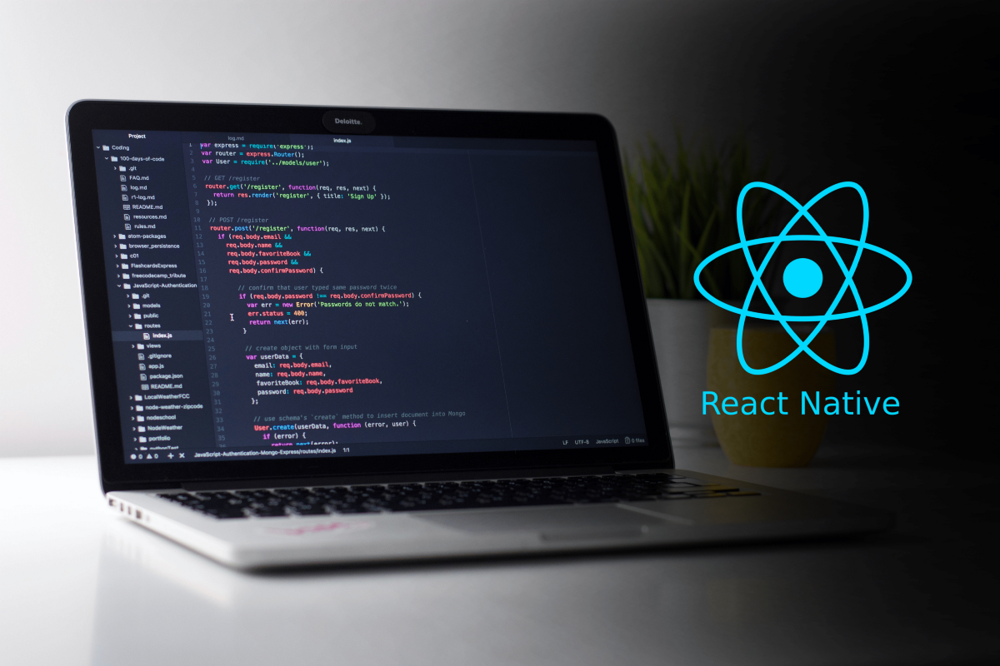 Deloitte.
Project
log.md
index.js
Coding
100-days-of-code
.git
FAQ.md
log.md
r1-log.md
README.md
resources.md
rules.md
atom-packages
browser_persistence
c01
FlashcardsExpress
freecodecamp_tribute
JavaScript-Authentication
.git
models
public
routes
index.js
views
.gitignore
app.js
package.json
README.md
LocalWeatherFCC
node-weather-zipcode
nodeschool
NodeWeather
portfolio
pythonTest
1 var express = require('express');
2 var router = express.Router();
3 var User = require('../models/user');
4
5 // GET /register
6 router.get('/register', function(req, res, next) {
7 return res.render('register', { title: 'Sign Up' });
8 });
9
10 // POST /register
11 router.post('/register', function(req, res, next) {
12 if (req.body.email &&
13 req.body.name &&
14 req.body.favoriteBook &&
15 req.body.password &&
16 req.body.confirmPassword) {
17
18 // confirm that user typed same password twice
19 if (req.body.password !== req.body.confirmPassword) {
20 var err = new Error('Passwords do not match.');
21 err.status = 400;
22 return next(err);
23 }
24
25 // create object with form input
26 var userData = {
27 email: req.body.email,
28 name: req.body.name,
29 favoriteBook: req.body.favoriteBook,
30 password: req.body.password
31 };
32
33 // use schema's `create` method to insert document into Mongo
34 User.create(userData, function (error, user) {
35 if (error) {
return next(error);
0 0 JavaScript-Authentication-Mongo-Express/routes/index.js 1:1
LF UTF-8 JavaScript 0 files
React Native